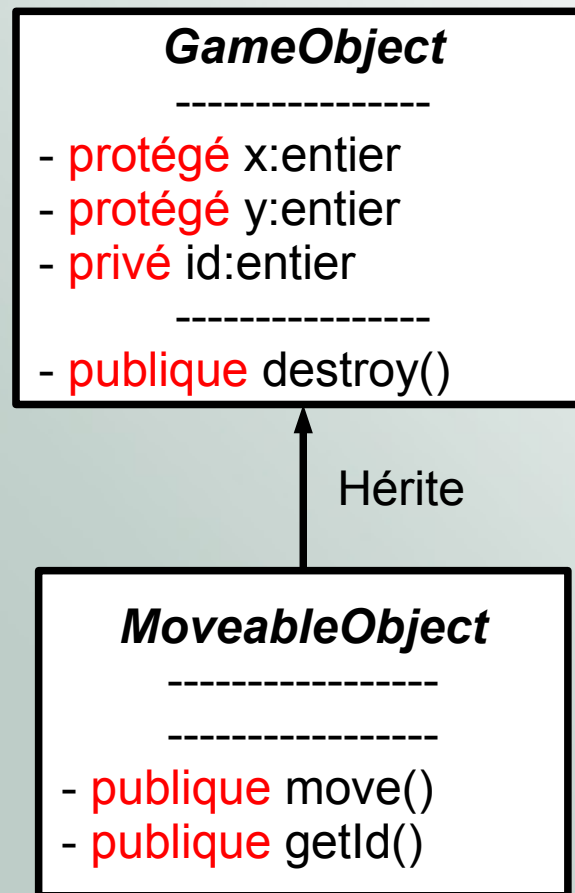 GameObject
----------------
- protégé x:entier
- protégé y:entier
- privé id:entier
----------------
- publique destroy()
Hérite
MoveableObject
-----------------
-----------------
- publique move()
- publique getId()